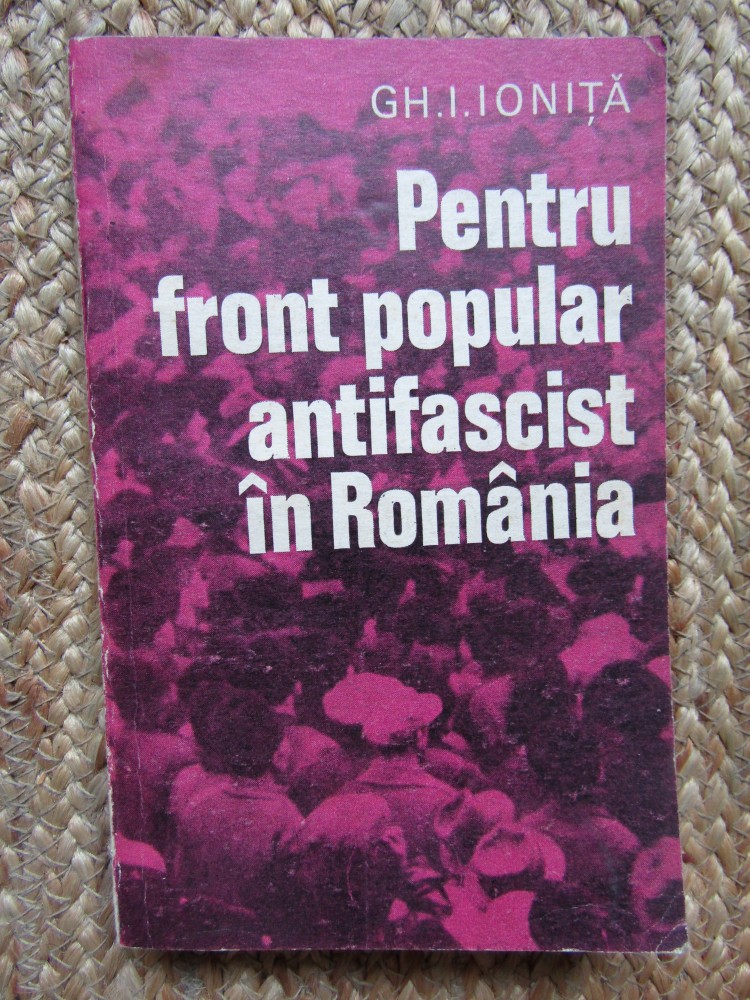 GH.I.IONIȚĂ
Pentru
front popular
antifascist
în România